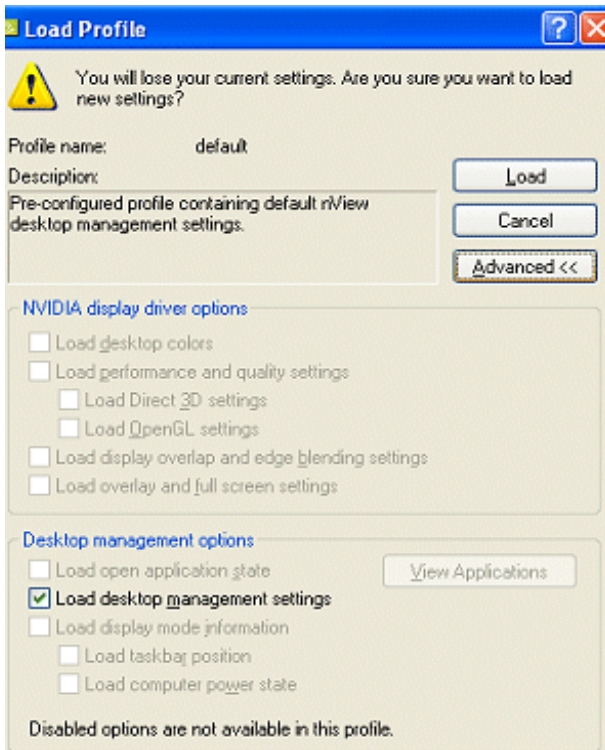 Load Profile
You will lose your current settings. Are you sure you want to load
new settings?
Profile name: default
Description:
Load
Pre-configured profile containing default nView
desktop management settings.
Cancel
Advanced <<
NVIDIA display driver options
Load desktop colors
Load performance and quality settings
Load Direct 3D settings
Load OpenGL settings
Load display overlap and edge blending settings
Load overlay and full screen settings
Desktop management options
Load open application state
View Applications
Load desktop management settings
Load display mode information
Load taskbar position
Load computer power state
Disabled options are not available in this profile.